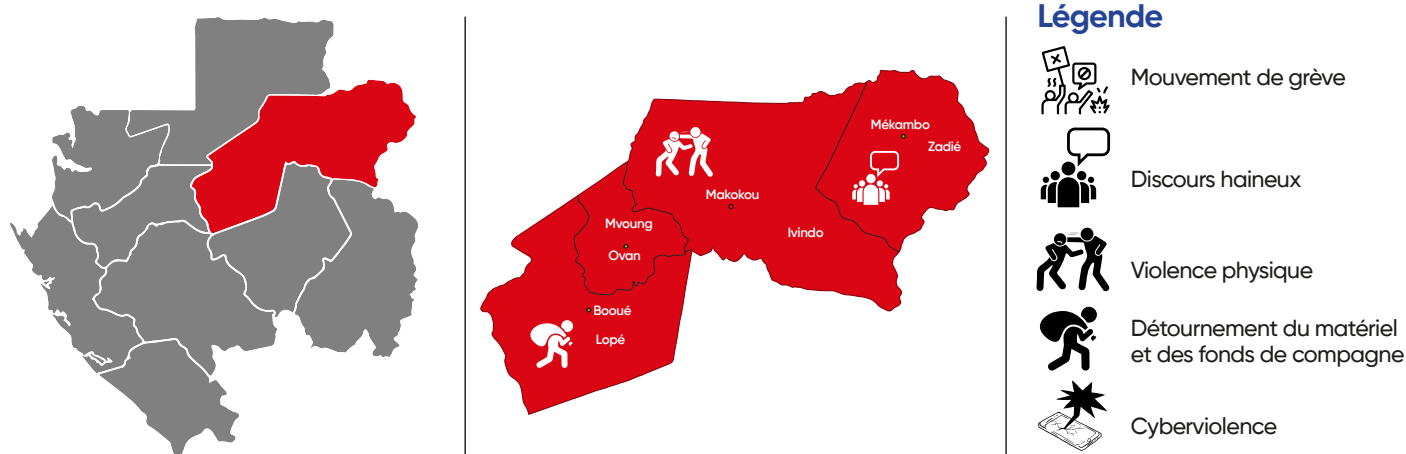 Mékambo
Zadié
Makokou
Ivindo
Mvoung
Ovan
Booué
Lopé
Légende
Mouvement de grève
Discours haineux
Violence physique
Détournement du matériel
et des fonds de compagne
Cyberviolence